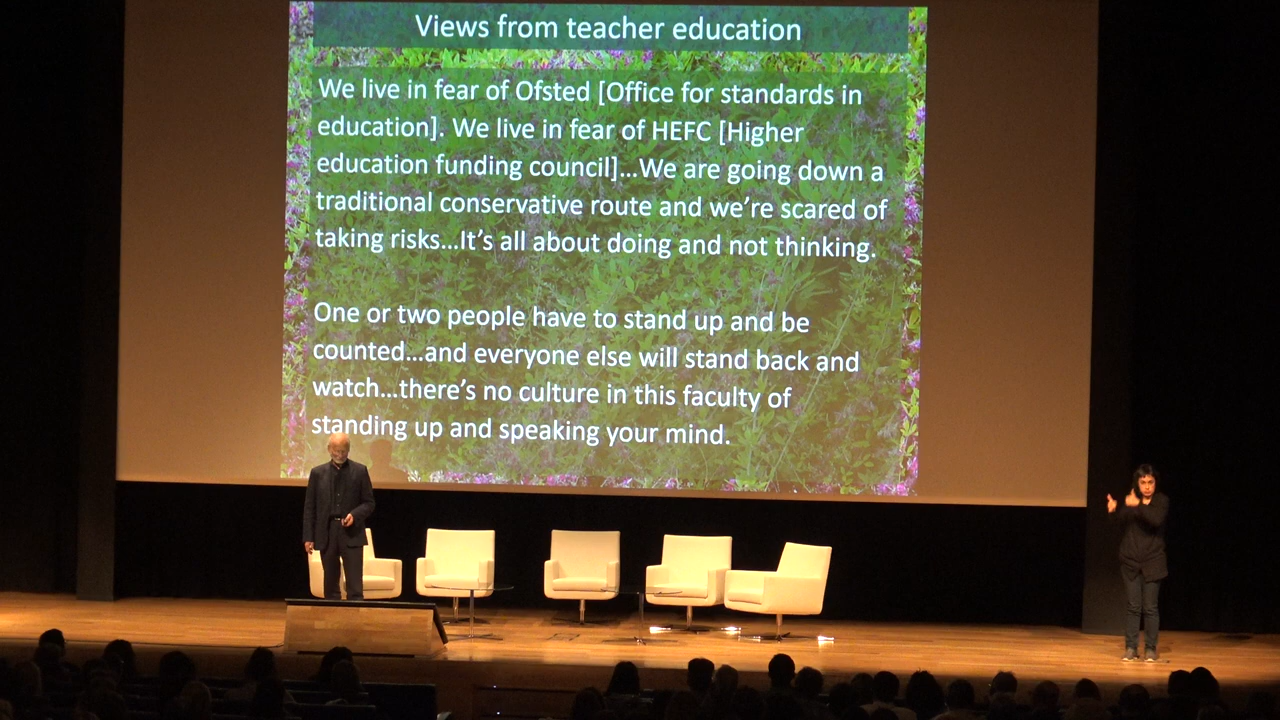 Views from teacher education
We live in fear of Ofsted [Office for standards in
education]. We live in fear of HEFC [Higher
education funding council]...We are going down a
traditional conservative route and we're scared of
taking risks...It's all about doing and not thinking.
One or two people have to stand up and be
counted...and everyone else will stand back and
watch...there's no culture in this faculty of
standing up and speaking your mind.